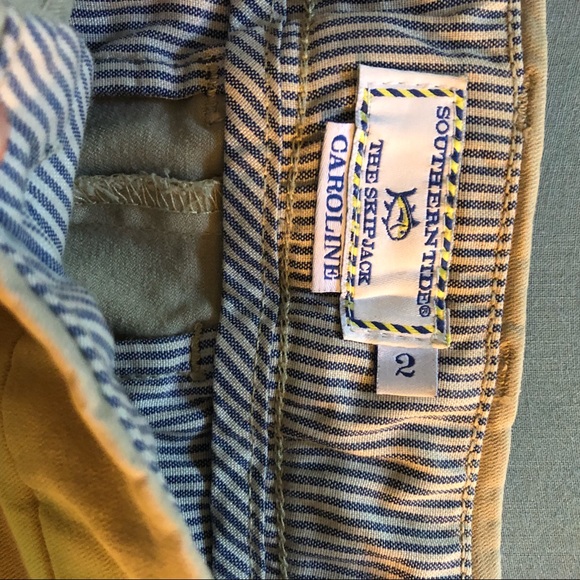 SOUTHERN TIDE®
THE SKIPJACK
CAROLINE
2